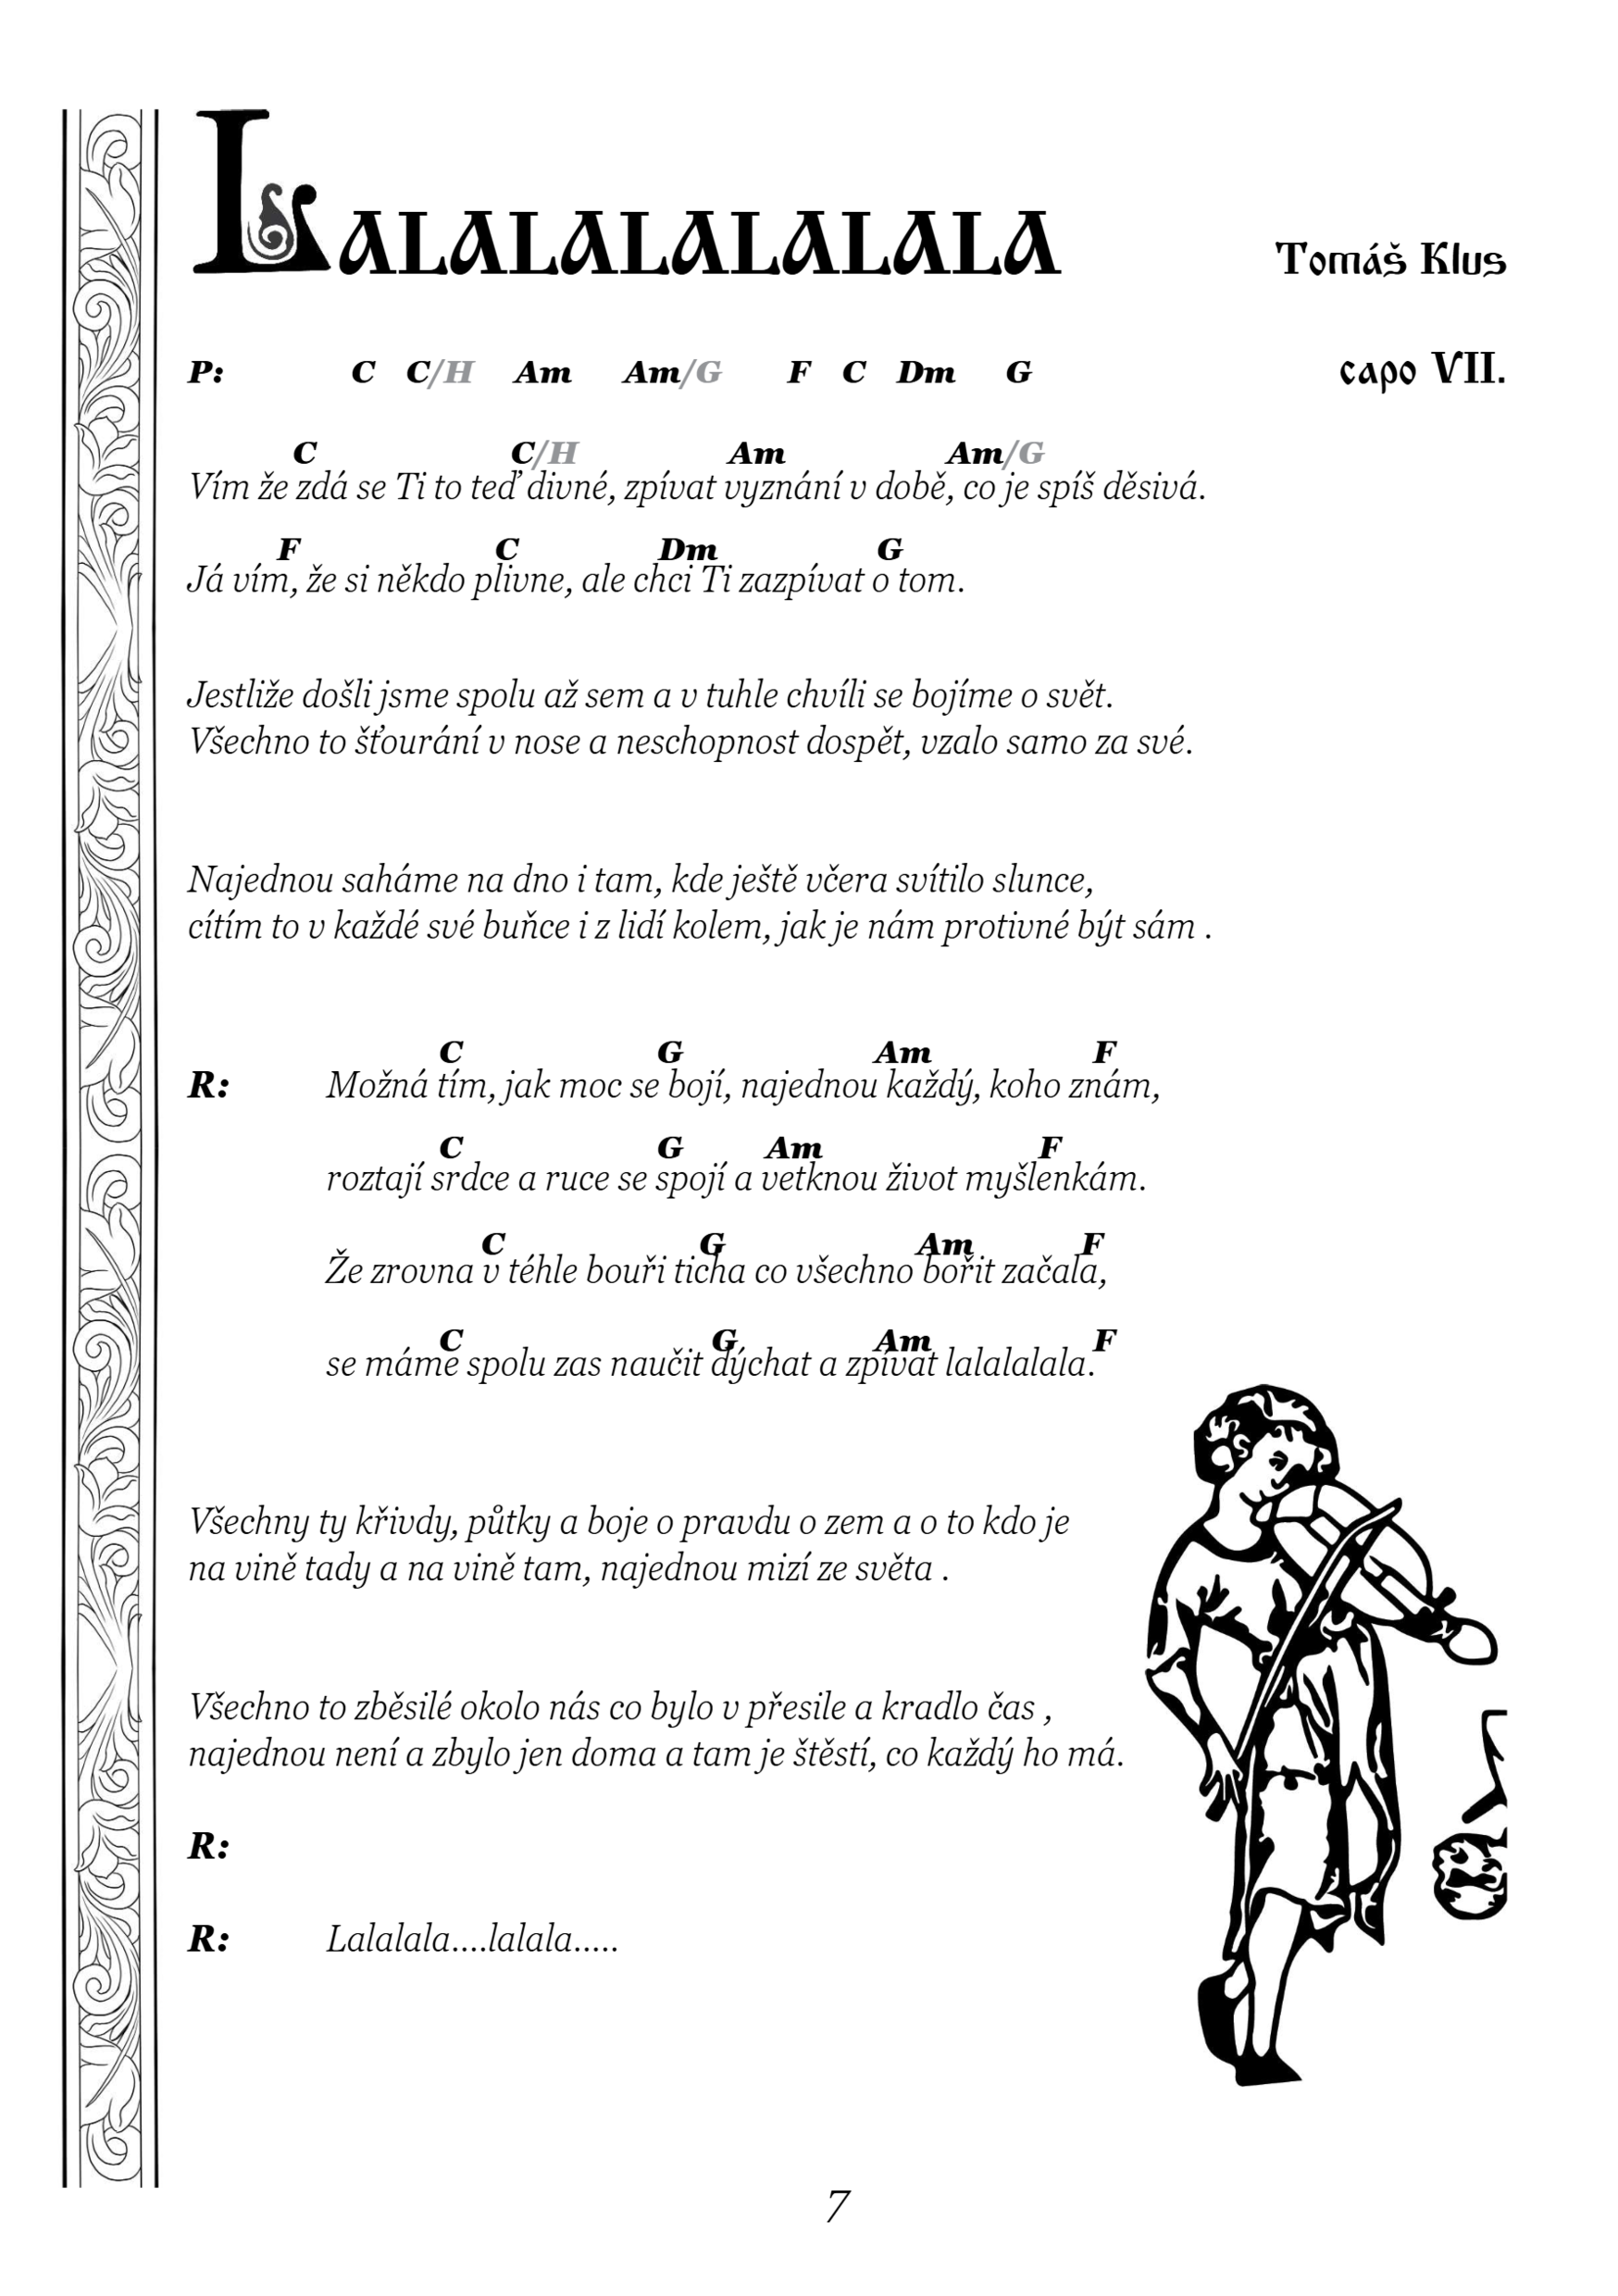 Lalalalalalala
Tomáš Klus
P: C C/H Am Am/G F C Dm G
capo VII.
C C/H Am Am/G
Vím že zdá se Ti to teď divné, zpívat vyznání v době, co je spíš děsivá.
F C Dm G
Já vím, že si někdo plivne, ale chci Ti zazpívat o tom.
Jestliže došli jsme spolu až sem a v tuhle chvíli se bojíme o svět.
Všechno to šťourání v nose a neschopnost dospět, vzalo samo za své.
Najednou saháme na dno i tam, kde ještě včera svítilo slunce,
cítím to v každé své buňce i z lidí kolem, jak je nám protivné být sám .
C G Am F
R: Možná tím, jak moc se bojí, najednou každý, koho znám,
C G Am F
roztají srdce a ruce se spojí a vetknou život myšlenkám.
C G Am F
Že zrovna v téhle bouři ticha co všechno bořit začala,
C G Am F
se máme spolu zas naučit dýchat a zpívat lalalalala.
Všechny ty křivdy, půtky a boje o pravdu o zem a o to kdo je
na vině tady a na vině tam, najednou mizí ze světa .
Všechno to zběsilé okolo nás co bylo v přesile a kradlo čas ,
najednou není a zbylo jen doma a tam je štěstí, co každý ho má.
R:
R: Lalalala....lalala.....
7